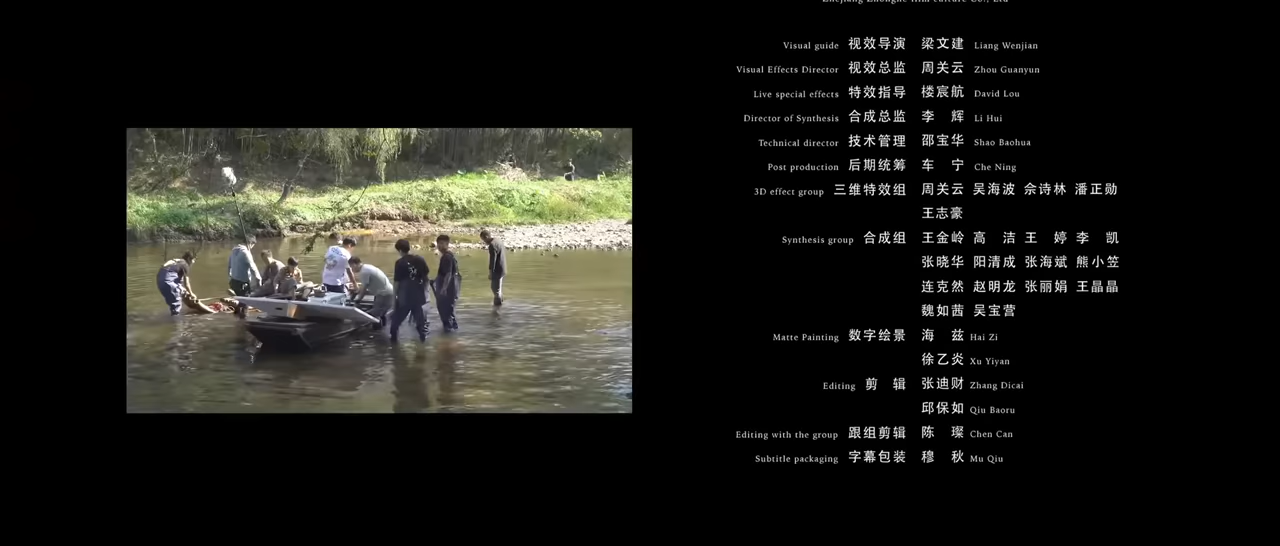 Visual guide 视效导演 梁文建 Liang Wenjian
Visual Effects Director 视效总监 周关云 Zhou Guanyun
Live special effects 特效指导 楼宸航 David Lou
Director of Synthesis 合成总监 李 辉 Li Hui
Technical director 技术管理 邵宝华 Shao Baohua
Post production 后期统筹 车 宁 Che Ning
3D effect group 三维特效组 周关云 吴海波 佘诗林 潘正勋
王志豪
Synthesis group 合成组 王金岭 高 洁 王 婷 李 凯
张晓华 阳清成 张海斌 熊小笠
连克然 赵明龙 张丽娟 王晶晶
魏如茜 吴宝营
Matte Painting 数字绘景 海 兹 Hai Zi
徐乙炎 Xu Yiyan
Editing 剪 辑 张迪财 Zhang Dicai
邱保如 Qiu Baoru
Editing with the group 跟组剪辑 陈 璨 Chen Can
Subtitle packaging 字幕包装 穆 秋 Mu Qiu